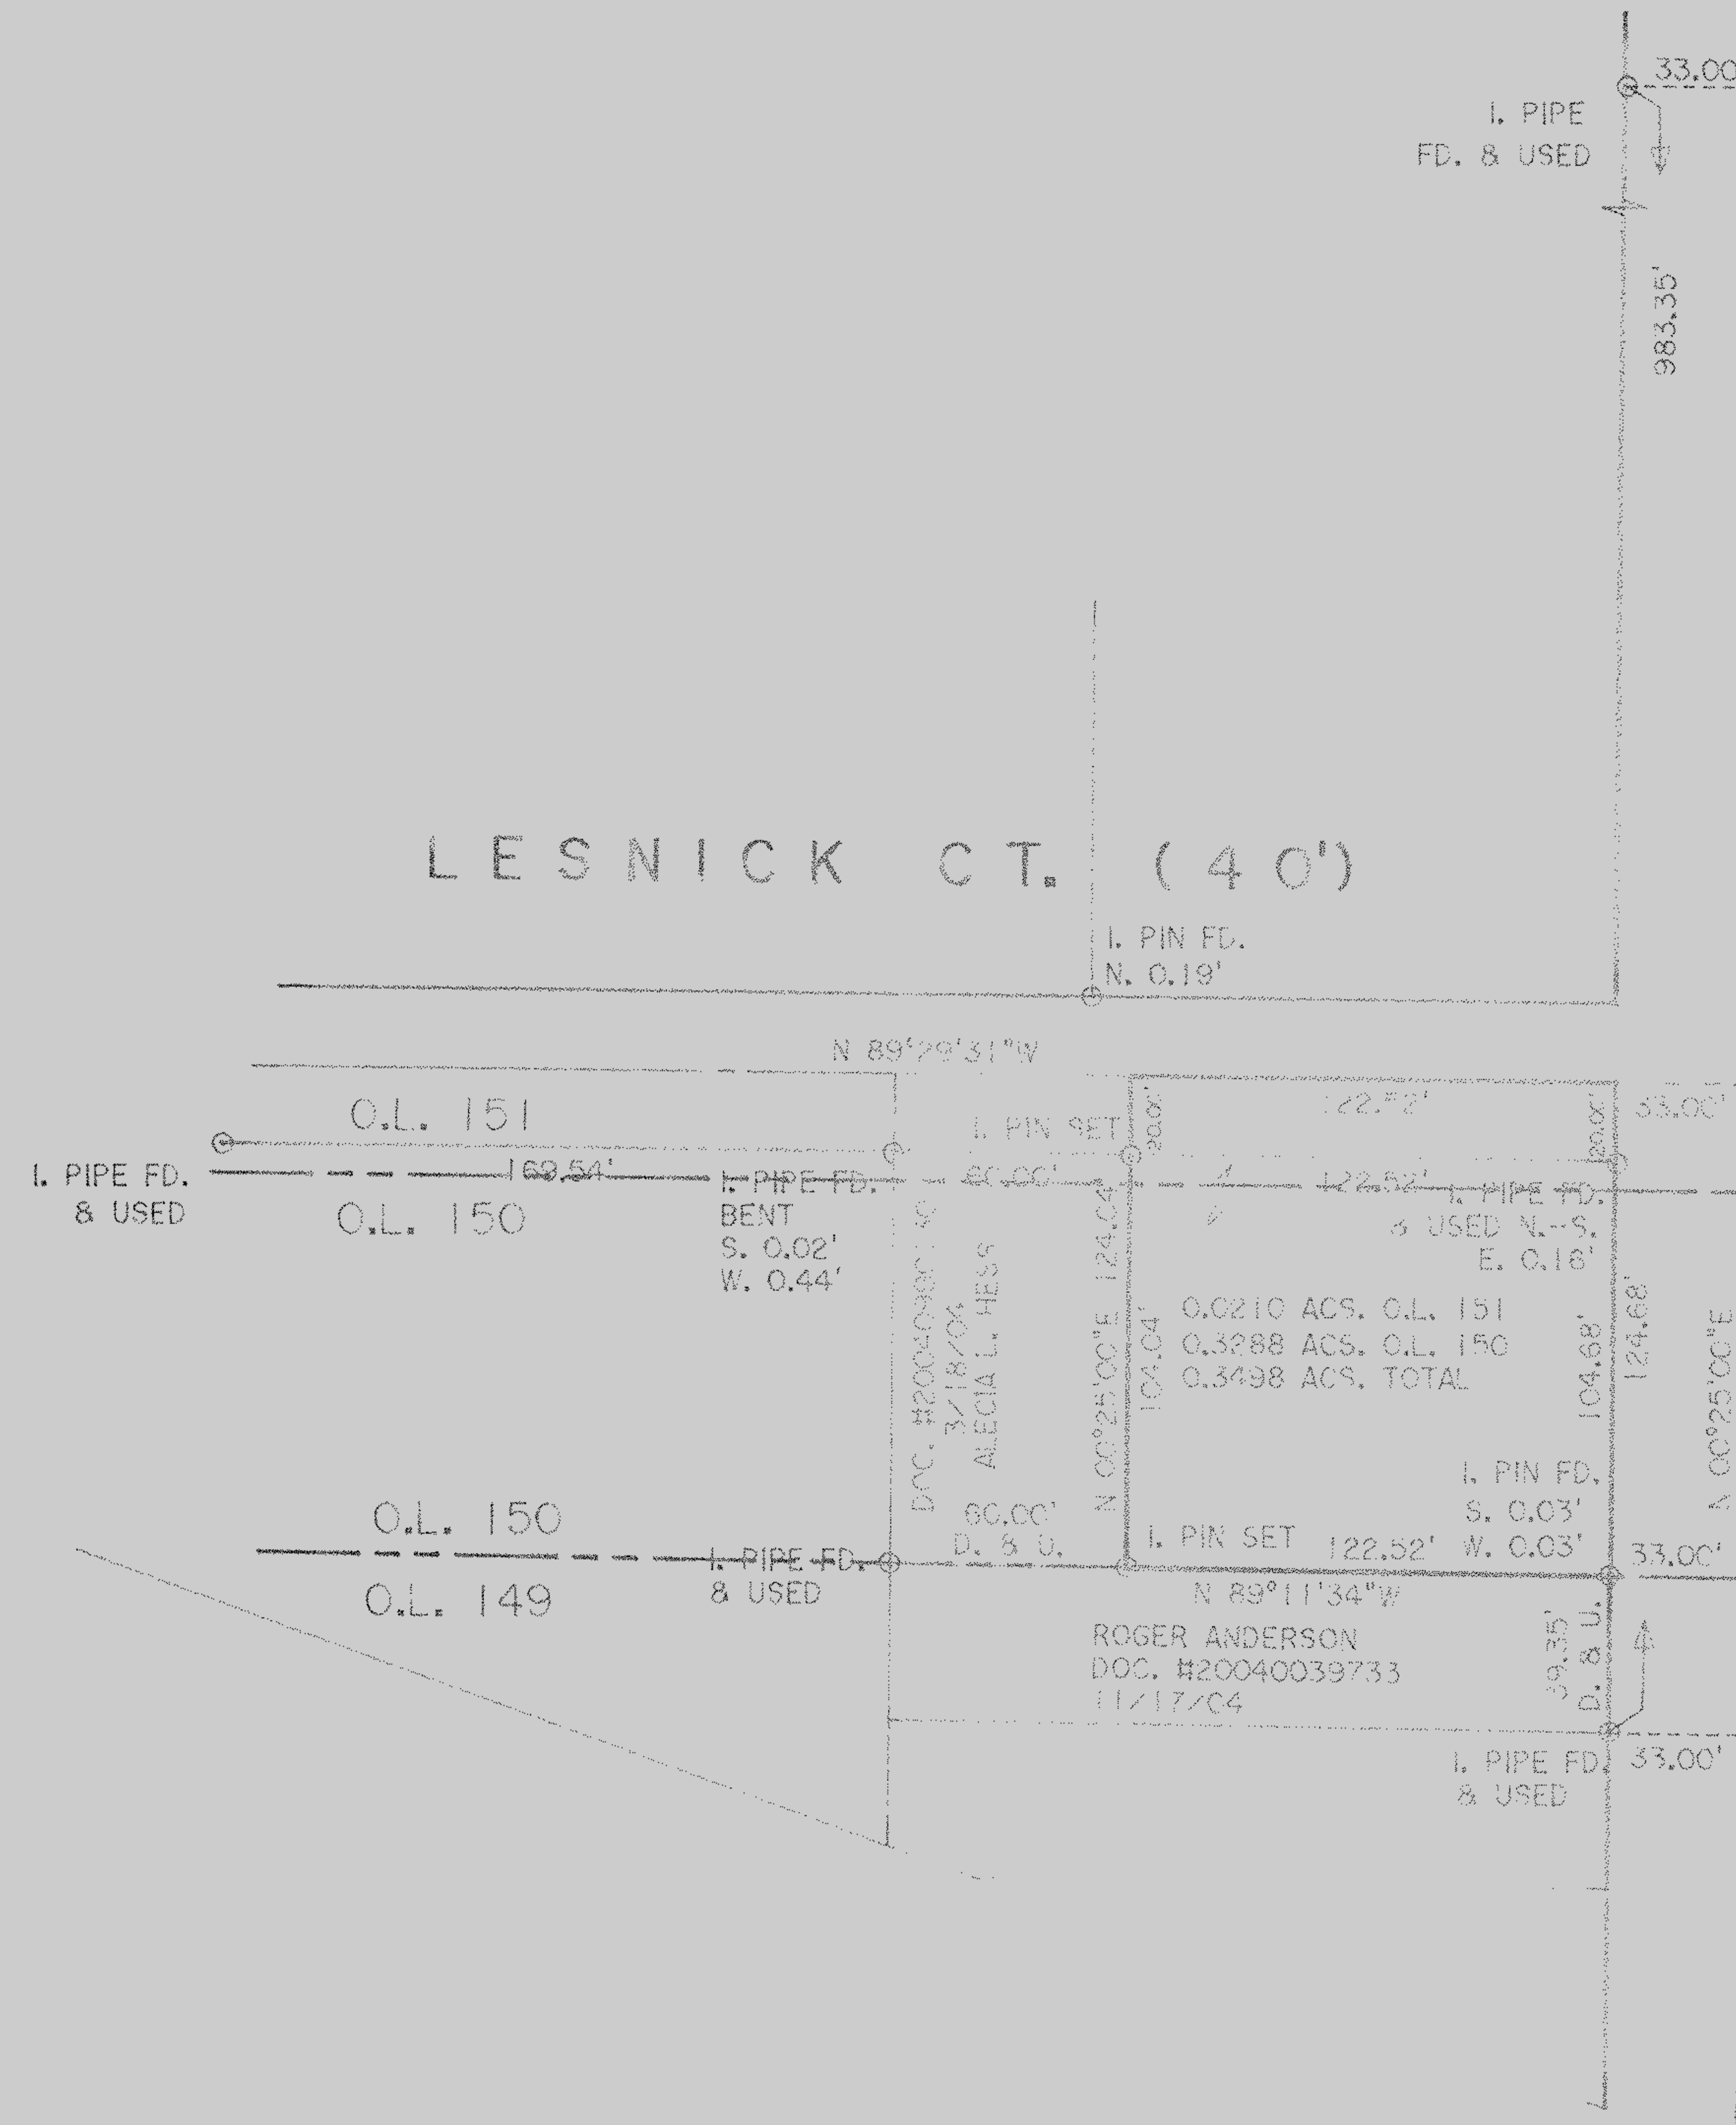 33.00
I. PIPE
FD. & USED
983.35'
LESNICK CT. (40')
I. PIN FD.
N. 0.19'
N 89°29'31"W
O.L. 151
I. PIN SET
20.00'
122.52'
20.00'
33.00'
I. PIPE FD.
& USED
169.54'
O.L. 150
I. PIPE FD.
BENT
S. 0.02'
W. 0.44'
60.00'
122.52'
I. PIPE FD.
& USED N.-S.
E. 0.18'
DOC.
3/18/04
ALECIA L. HESS
N 00°25'00"E 124.04'
104.04'
0.0210 ACS. O.L. 151
0.3288 ACS. O.L. 150
0.3498 ACS. TOTAL
104.68'
124.68'
N 00°25'00"E
I. PIN FD.
S. 0.03'
W. 0.03'
O.L. 150
60.00'
D. & U.
I. PIN SET
122.52'
33.00'
I. PIPE FD.
& USED
O.L. 149
N 89°11'34"W
ROGER ANDERSON
DOC. #20040039733
11/17/04
39.35'
D. & U.
I. PIPE FD.
& USED
33.00'